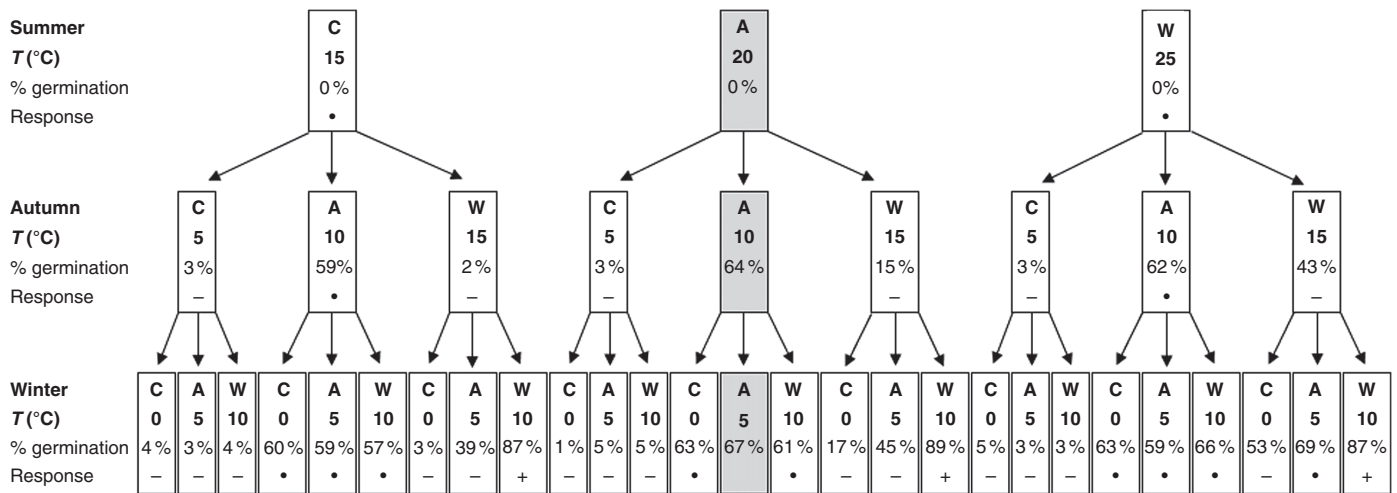 Summer C A W
T (°C) 15 20 25
% germination 0 % 0 % 0%
Response • •
Autumn C A W C A W C A W
T (°C) 5 10 15 5 10 15 5 10 15
% germination 3 % 59% 2 % 3 % 64 % 15 % 3 % 62 % 43 %
Response – • – – – – • –
Winter C A W C A W C A W C A W C A W C A W C A W C A W C A W
T (°C) 0 5 10 0 5 10 0 5 10 0 5 10 0 5 10 0 5 10 0 5 10 0 5 10 0 5 10
% germination 4 % 3 % 4 % 60 % 59 % 57 % 3 % 39 % 87 % 1 % 5 % 5 % 63 % 67 % 61 % 17 % 45 % 89 % 5 % 3 % 3 % 63 % 59 % 66 % 53 % 69 % 87 %
Response – – – • • • – – + – – – • • – – + – – – • • • – • +